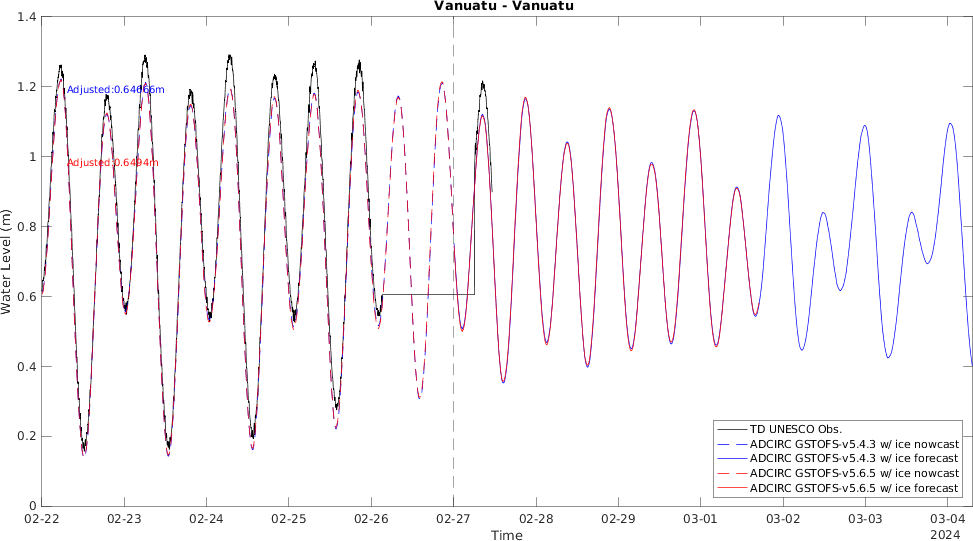 Vanuatu - Vanuatu
1.4
1.2
1
0.8
0.6
0.4
0.2
0
Water Level (m)
Adjusted:0.64066m
Adjusted:0.6494m
02-22 02-23 02-24 02-25 02-26 02-27 02-28 02-29 03-01 03-02 03-03 03-04
2024
Time
TD UNESCO Obs.
ADCIRC GSTOFS-v5.4.3 w/ ice nowcast
ADCIRC GSTOFS-v5.4.3 w/ ice forecast
ADCIRC GSTOFS-v5.6.5 w/ ice nowcast
ADCIRC GSTOFS-v5.6.5 w/ ice forecast